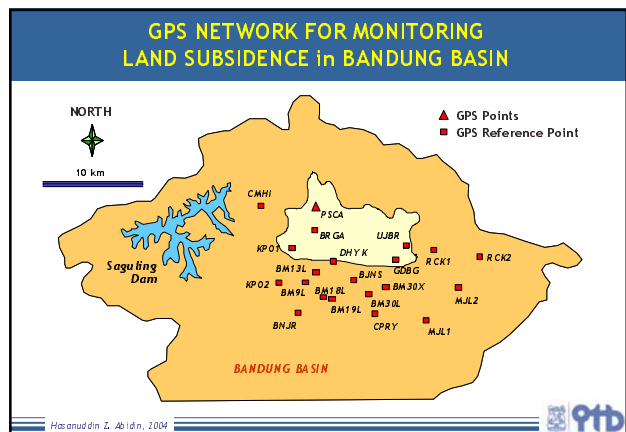 GPS NETWORK FOR MONITORING
LAND SUBSIDENCE in BANDUNG BASIN
NORTH
10 km
GPS Points
GPS Reference Point
CMHI
PSCA
BRGA
UJBR
KPO1
DHYK
RCK1
RCK2
Saguling
Dam
BM13L
GDBG
KPO2
BM9L
BM18L
BJNS
BM30X
BM19L
BM30L
MJL2
BNJR
CPRY
MJL1
BANDUNG BASIN
Hasanuddin Z. Abidin, 2004
itb